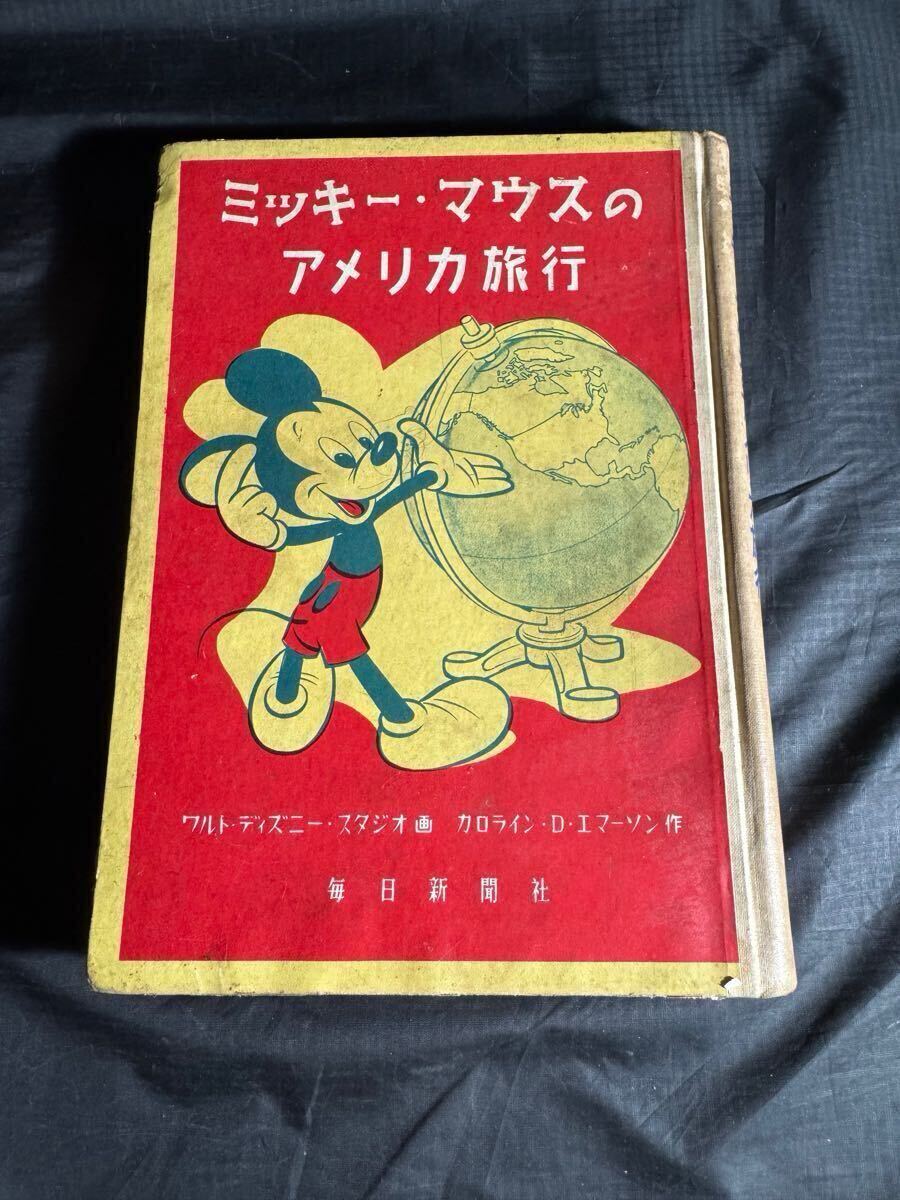 ミッキー・マウスの
アメリカ旅行
ワルト・ディズニー・スタジオ画 カロライン・D・エマーソン作
毎日新聞社